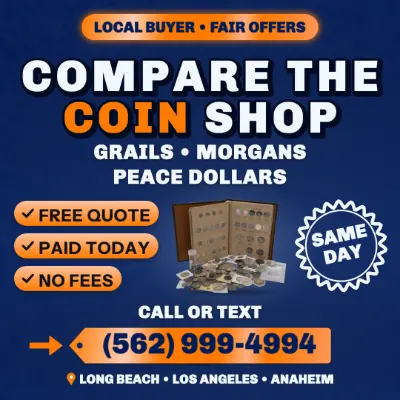 LOCAL BUYER • FAIR OFFERS
COMPARE THE
COIN SHOP
GRAILS • MORGANS
PEACE DOLLARS
FREE QUOTE
PAID TODAY
NO FEES
SAME
DAY
CALL OR TEXT
(562) 999-4994
LONG BEACH • LOS ANGELES • ANAHEIM